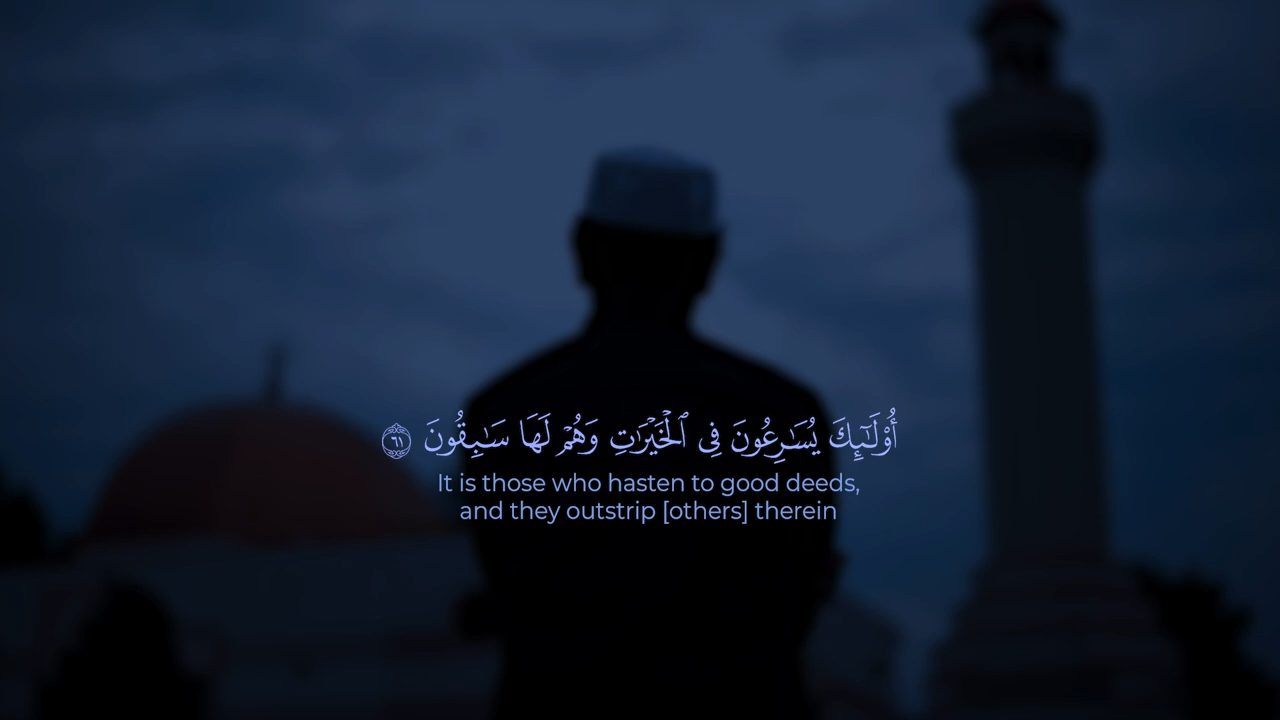 أُو۟لَـٰٓئِكَ يُسَـٰرِعُونَ فِى ٱلْخَيْرَٰتِ وَهُمْ لَهَا سَـٰبِقُونَ ٦١
It is those who hasten to good deeds,
and they outstrip [others] therein